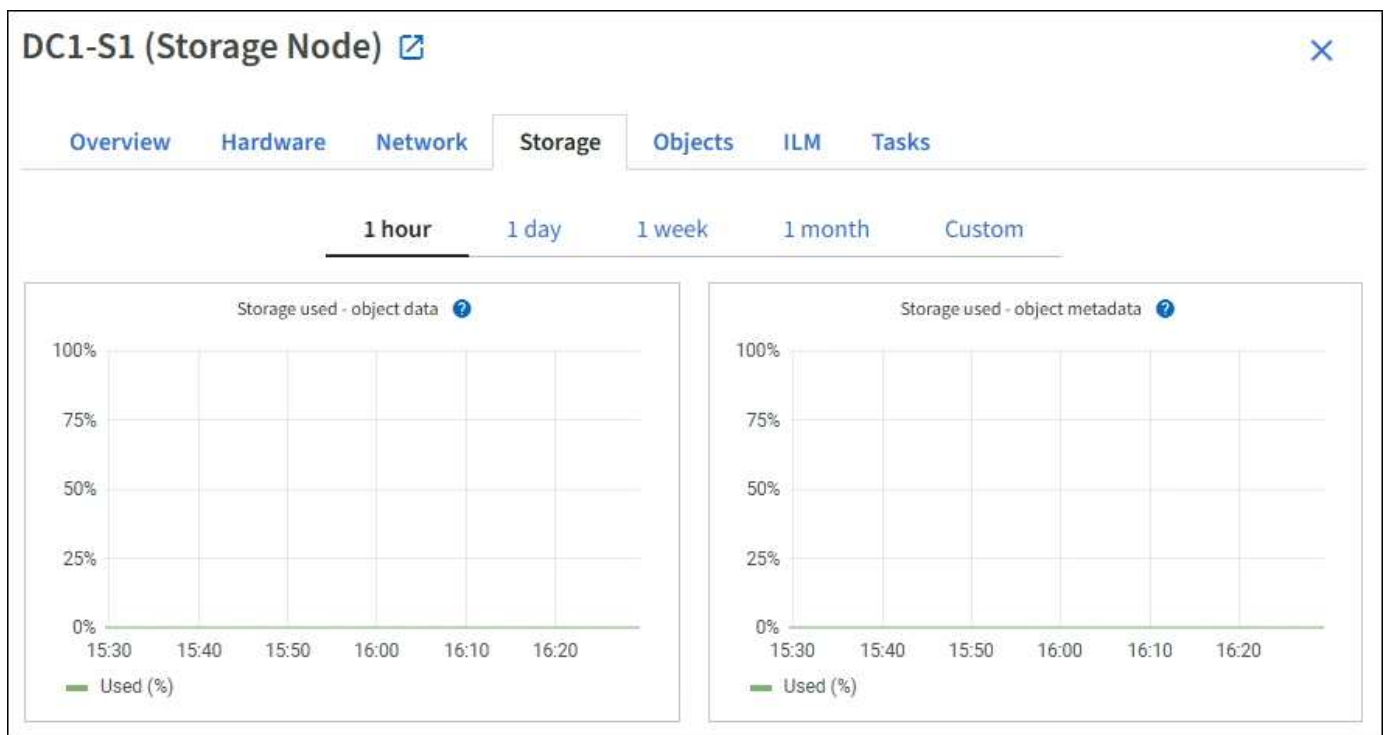 DC1-S1 (Storage Node)
Overview Hardware Network Storage Objects ILM Tasks
1 hour 1 day 1 week 1 month Custom
Storage used - object data ?
100%
75%
50%
25%
0%
15:30 15:40 15:50 16:00 16:10 16:20
Used (%)
Storage used - object metadata ?
100%
75%
50%
25%
0%
15:30 15:40 15:50 16:00 16:10 16:20
Used (%)